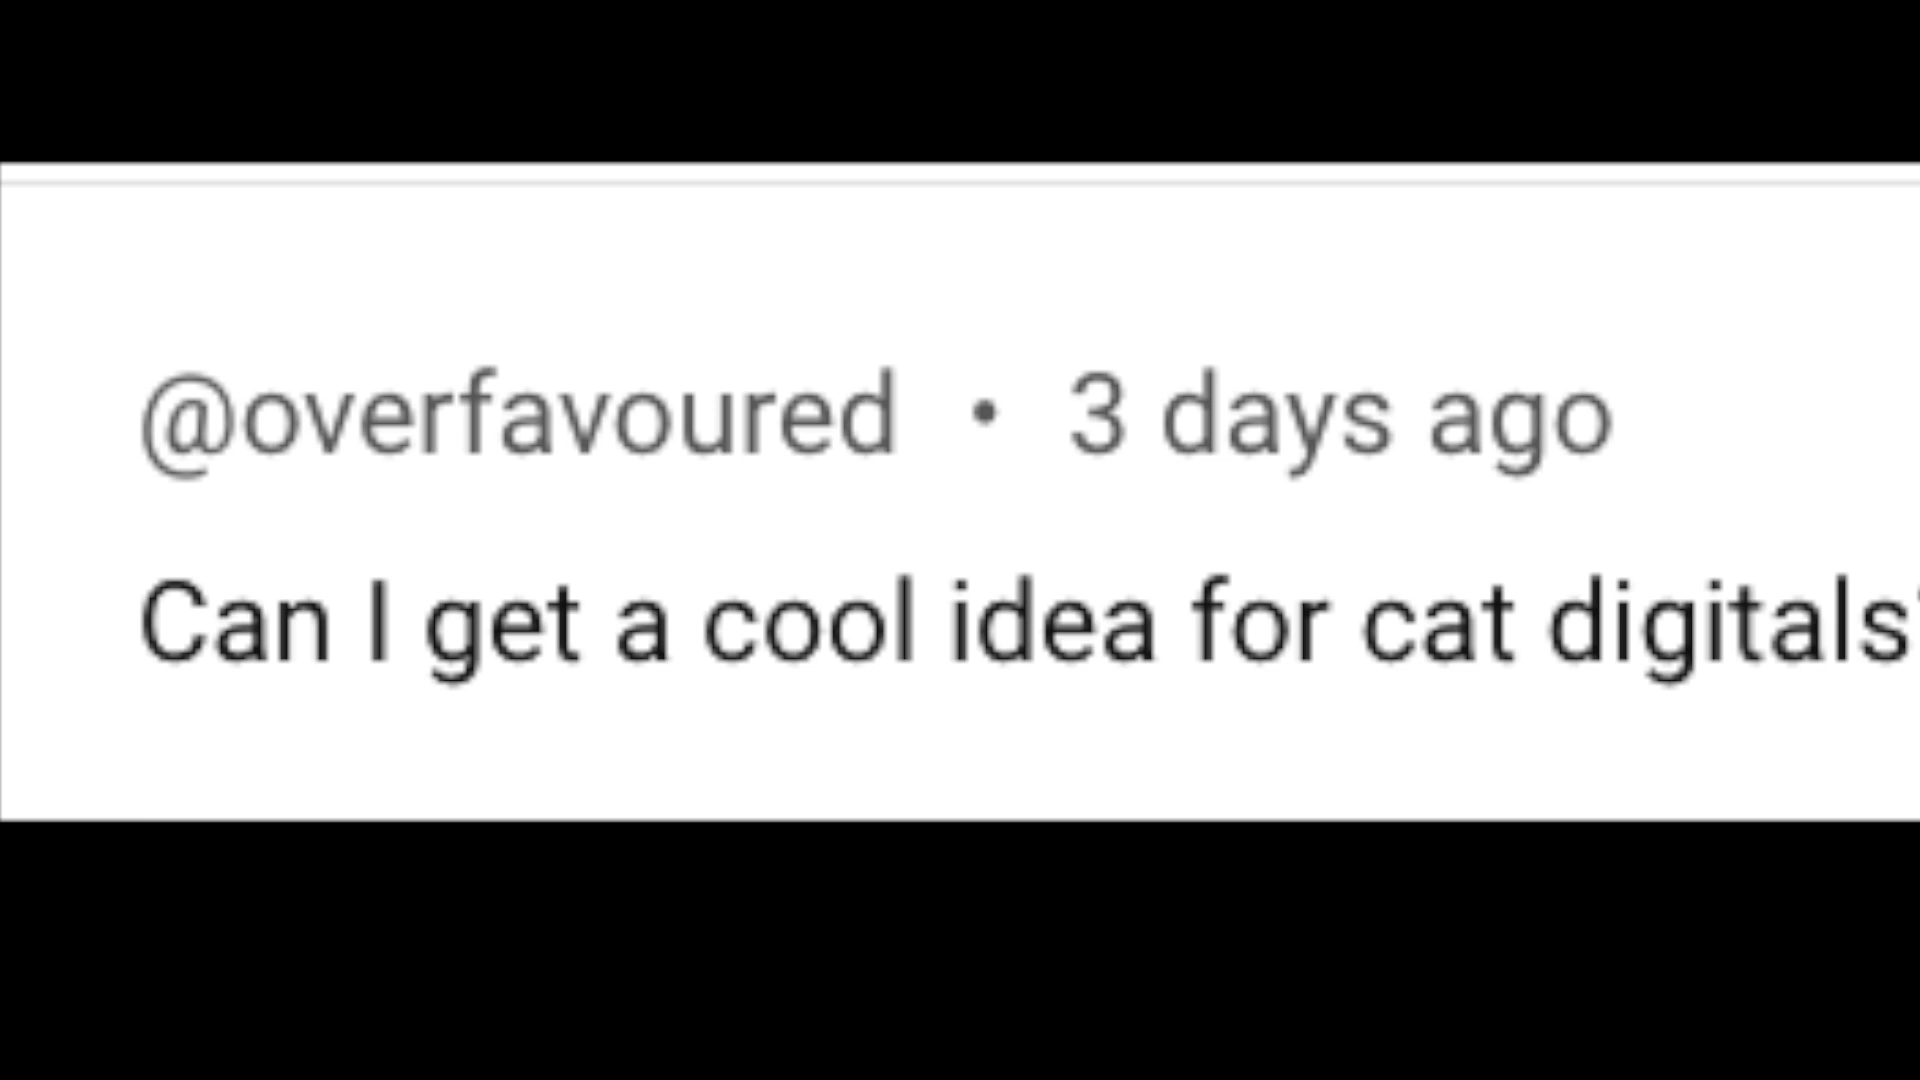 @overfavoured • 3 days ago
Can I get a cool idea for cat digitals?